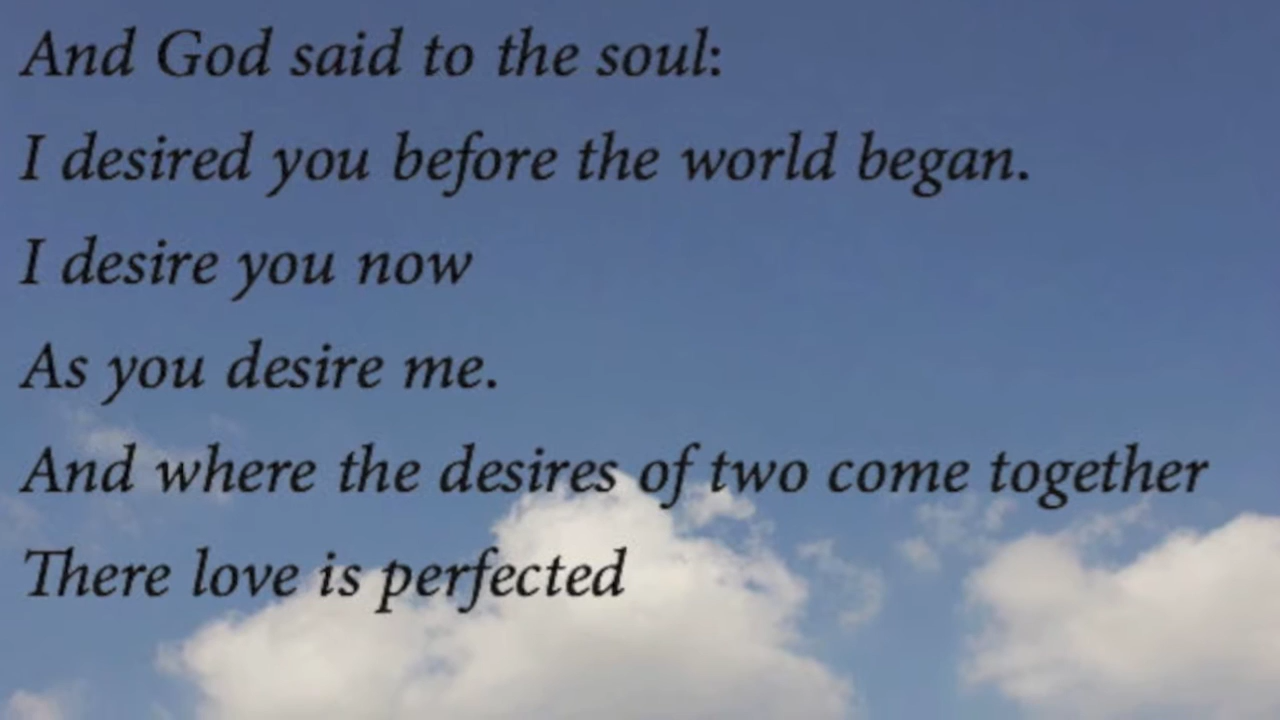 And God said to the soul:
I desired you before the world began.
I desire you now
As you desire me.
And where the desires of two come together
There love is perfected